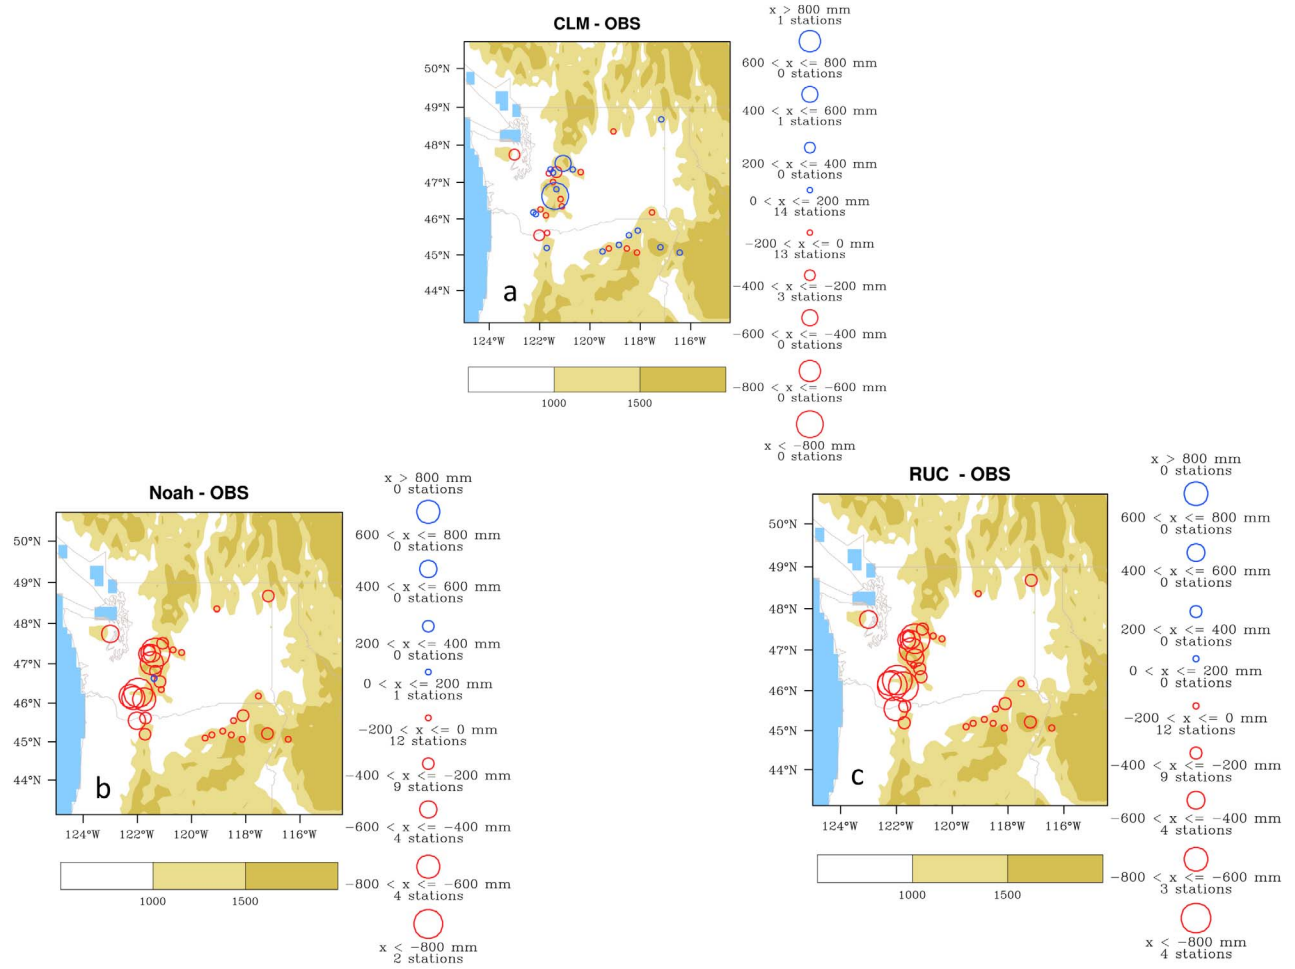 CLM - OBS
50°N
49°N
48°N
47°N
46°N
45°N
44°N
a
124°W
122°W
120°W
118°W
116°W
1000
1500
x > 800 mm
1 stations
600 < x <= 800 mm
0 stations
400 < x <= 600 mm
1 stations
200 < x <= 400 mm
0 stations
0 < x <= 200 mm
14 stations
−200 < x <= 0 mm
13 stations
−400 < x <= −200 mm
3 stations
−600 < x <= −400 mm
0 stations
−800 < x <= −600 mm
0 stations
x < −800 mm
0 stations
Noah - OBS
50°N
49°N
48°N
47°N
46°N
45°N
44°N
b
124°W
122°W
120°W
118°W
116°W
1000
1500
x > 800 mm
0 stations
600 < x <= 800 mm
0 stations
400 < x <= 600 mm
0 stations
200 < x <= 400 mm
0 stations
0 < x <= 200 mm
1 stations
−200 < x <= 0 mm
12 stations
−400 < x <= −200 mm
9 stations
−600 < x <= −400 mm
4 stations
−800 < x <= −600 mm
4 stations
x < −800 mm
2 stations
RUC - OBS
50°N
49°N
48°N
47°N
46°N
45°N
44°N
c
124°W
122°W
120°W
118°W
116°W
1000
1500
x > 800 mm
0 stations
600 < x <= 800 mm
0 stations
400 < x <= 600 mm
0 stations
200 < x <= 400 mm
0 stations
0 < x <= 200 mm
0 stations
−200 < x <= 0 mm
12 stations
−400 < x <= −200 mm
9 stations
−600 < x <= −400 mm
4 stations
−800 < x <= −600 mm
3 stations
x < −800 mm
4 stations